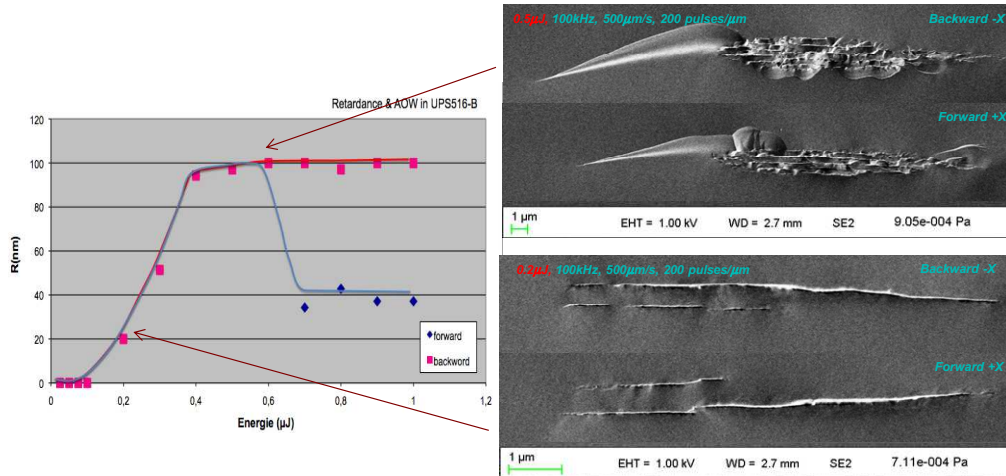 Retardance & AOW in UPS516-B
120
100
80
60
40
20
0
R(nm)
0
0,2
0,4
0,6
0,8
1
1,2
Energie (µJ)
forward
backword
0.5µJ, 100kHz, 500µm/s, 200 pulses/µm
Backward -X
Forward +X
1 µm
EHT = 1.00 kV
WD = 2.7 mm
SE2
9.05e-004 Pa
0.2µJ, 100kHz, 500µm/s, 200 pulses/µm
Backward -X
Forward +X
1 µm
EHT = 1.00 kV
WD = 2.7 mm
SE2
7.11e-004 Pa